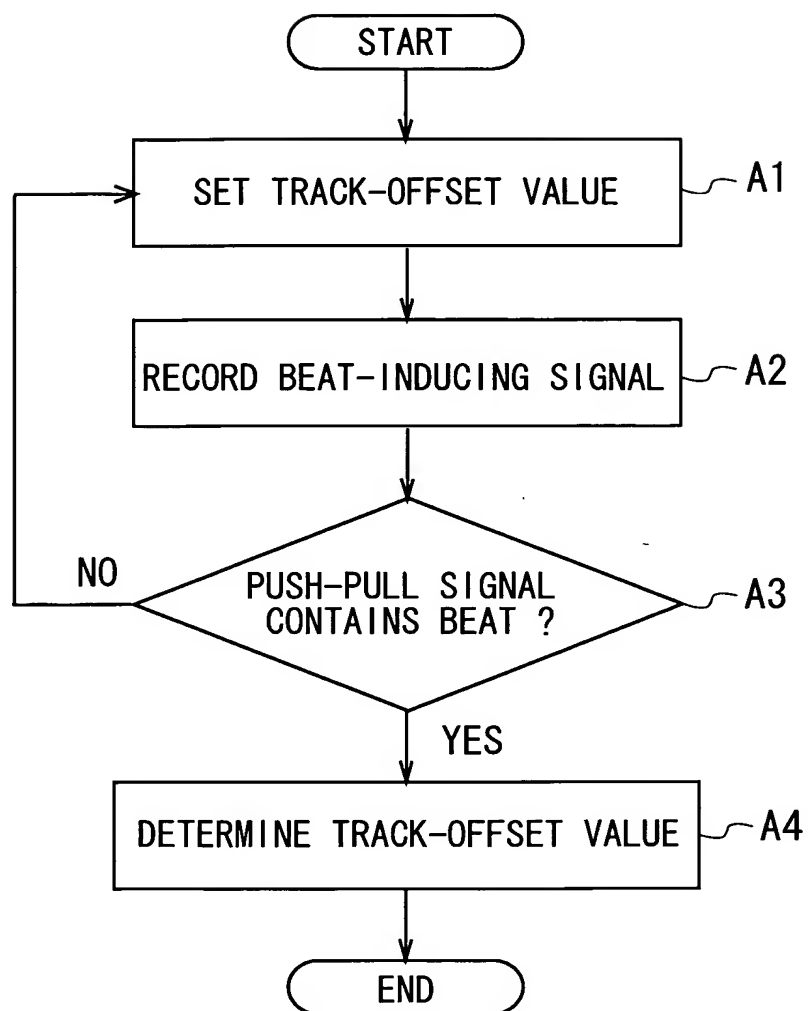 START
SET TRACK-OFFSET VALUE
A1
RECORD BEAT-INDUCING SIGNAL
A2
NO
PUSH-PULL SIGNAL
CONTAINS BEAT ?
A3
YES
DETERMINE TRACK-OFFSET VALUE
A4
END